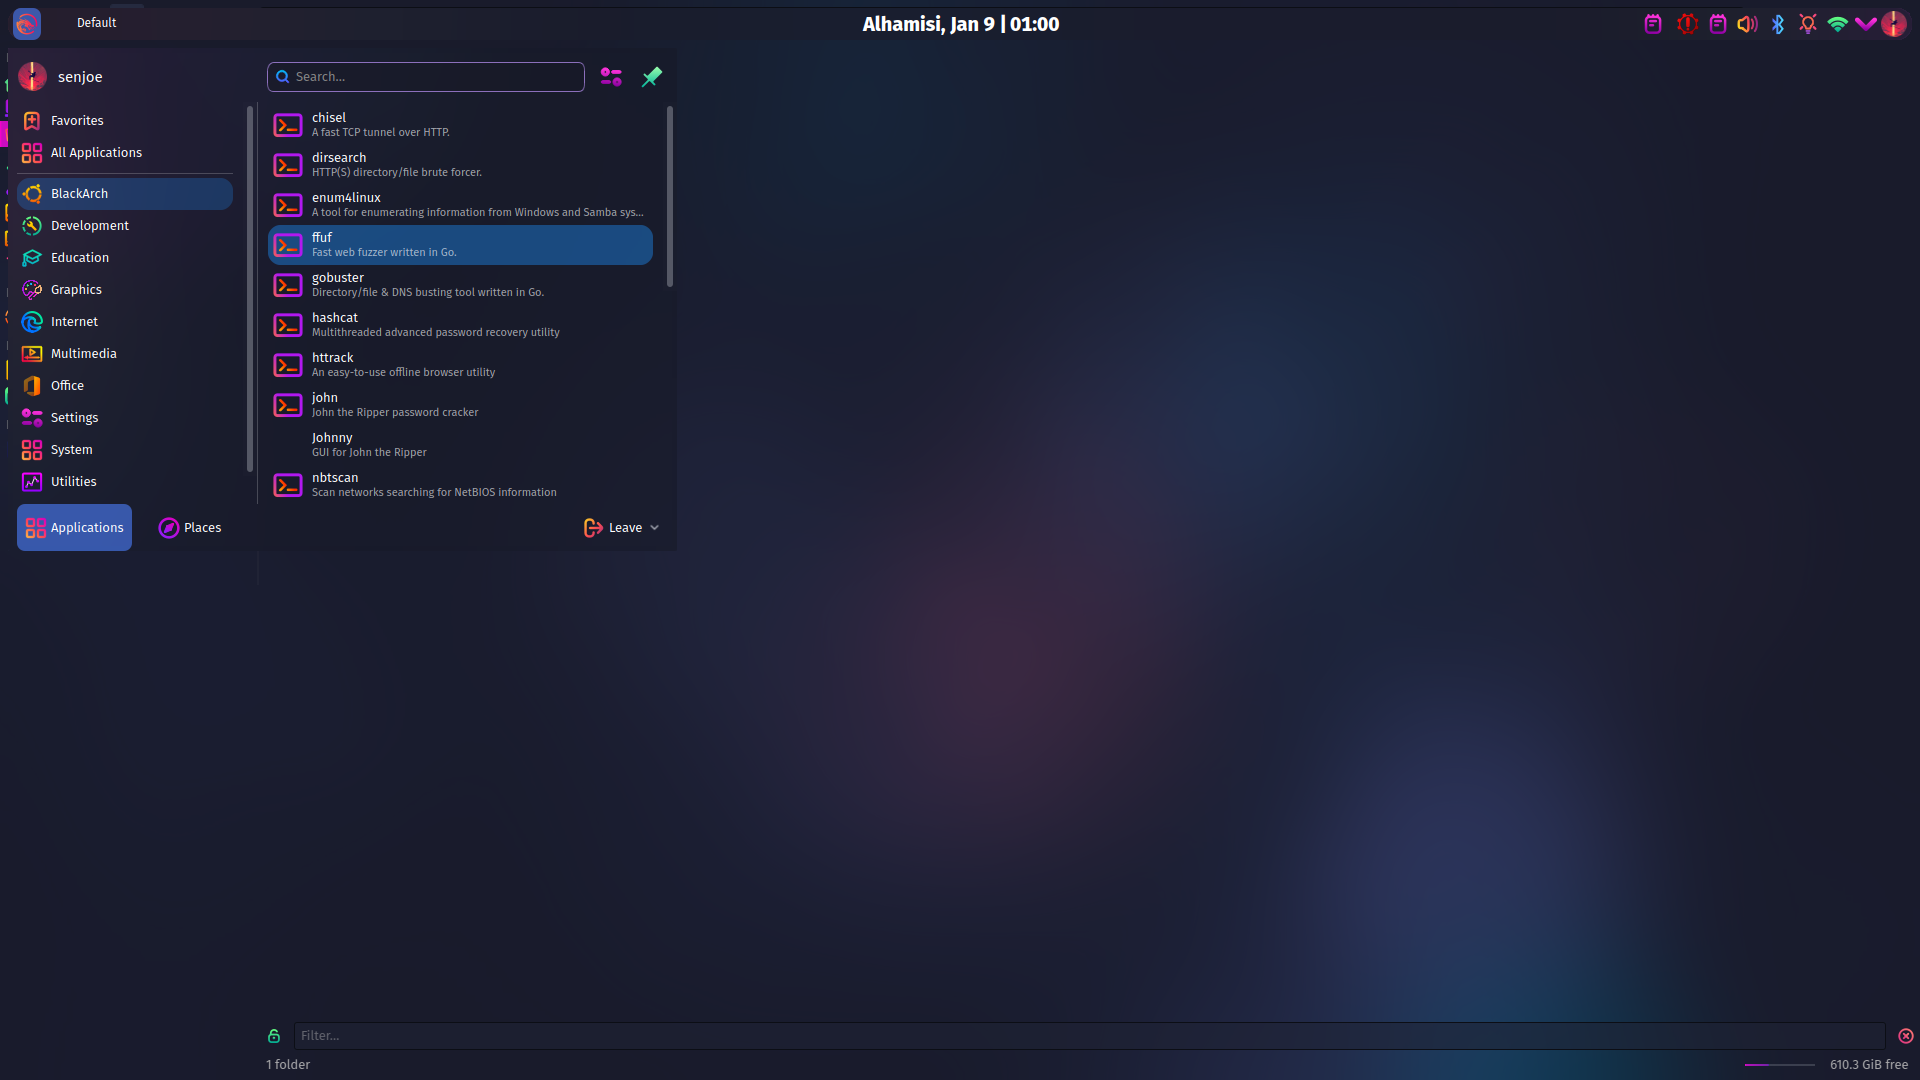 Default
Alhamisi, Jan 9 | 01:00
senjoe
Search...
Favorites
All Applications
BlackArch
Development
Education
Graphics
Internet
Multimedia
Office
Settings
System
Utilities
chisel
A fast TCP tunnel over HTTP.
dirsearch
HTTP(S) directory/file brute forcer.
enum4linux
A tool for enumerating information from Windows and Samba sys...
ffuf
Fast web fuzzer written in Go.
gobuster
Directory/file & DNS busting tool written in Go.
hashcat
Multithreaded advanced password recovery utility
httrack
An easy-to-use offline browser utility
john
John the Ripper password cracker
Johnny
GUI for John the Ripper
nbtscan
Scan networks searching for NetBIOS information
Applications
Places
Leave
Filter...
1 folder
610.3 GiB free